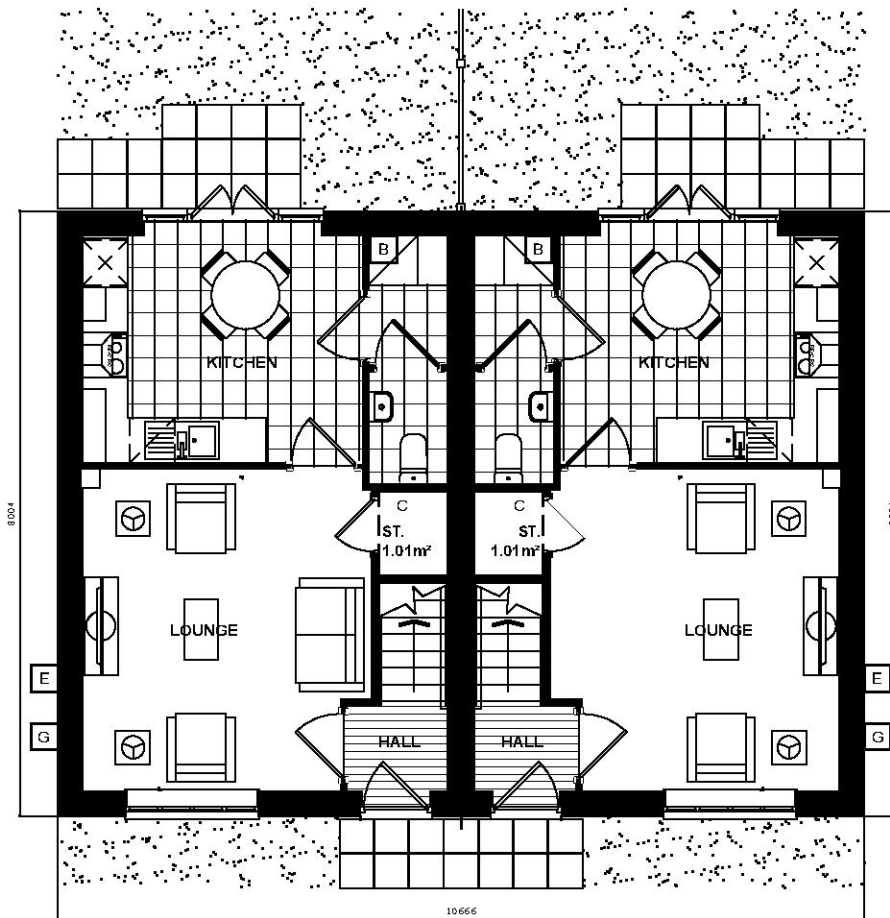 B
B
KITCHEN
KITCHEN
C
C
ST.
1.01m²
ST.
1.01m²
8004
LOUNGE
LOUNGE
E
E
G
G
HALL
HALL
10666